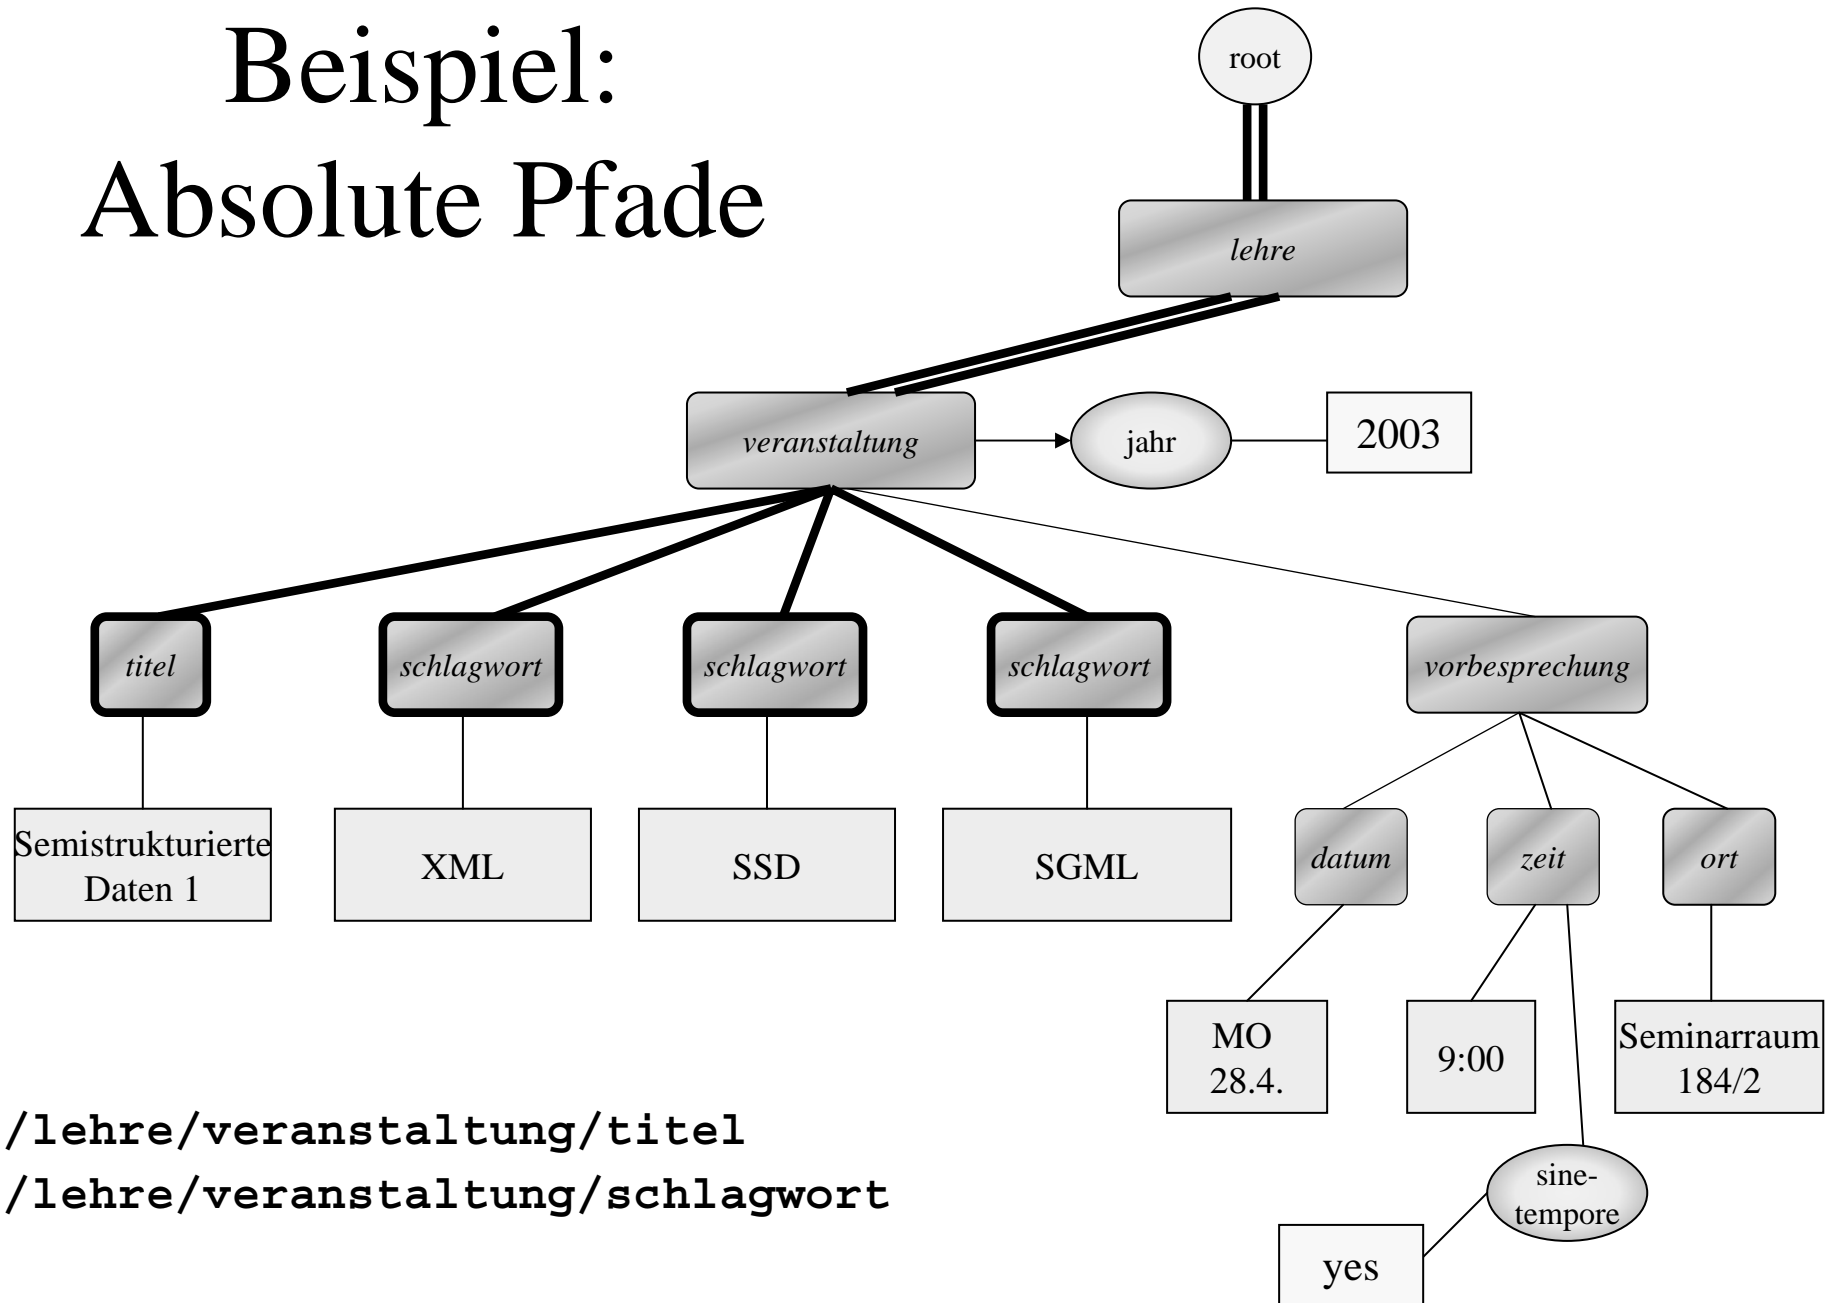 Beispiel:
Absolute Pfade
root
lehre
veranstaltung
jahr
2003
titel
schlagwort
schlagwort
schlagwort
vorbesprechung
Semistrukturierte
Daten 1
XML
SSD
SGML
datum
zeit
ort
MO
28.4.
9:00
Seminarraum
184/2
/lehre/veranstaltung/titel
/lehre/veranstaltung/schlagwort
sine-
tempore
yes